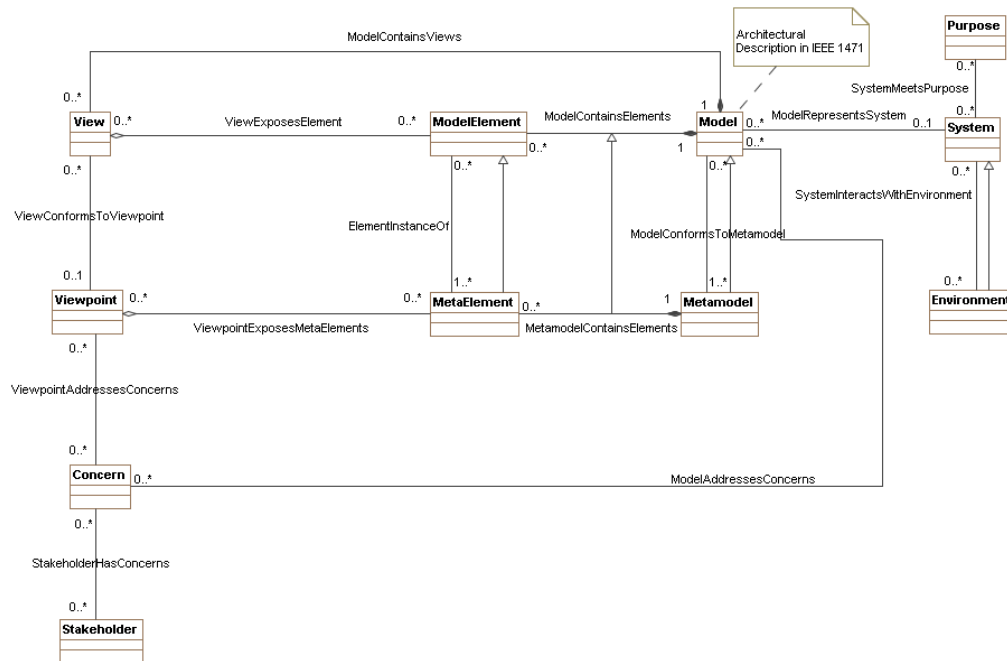 ModelContainsViews
Architectural
Description in IEEE 1471
Purpose
0..*
SystemMeetsPurpose
0..*
0..*
View
0..*
ViewExposesElement
0..*
ModelElement
0..*
ModelContainsElements
1
1
Model
0..*
ModelRepresentsSystem
0..1
System
0..*
0..*
0..*
0..*
0..*
SystemInteractsWithEnvironment
ViewConformsToViewpoint
ElementInstanceOf
ModelConformsToMetamodel
0..1
1..*
1..*
0..*
Viewpoint
0..*
ViewpointExposesMetaElements
0..*
MetaElement
0..*
MetamodelContainsElements
1
Metamodel
Environment
0..*
ViewpointAddressesConcerns
0..*
Concern
0..*
ModelAddressesConcerns
0..*
StakeholderHasConcerns
0..*
Stakeholder